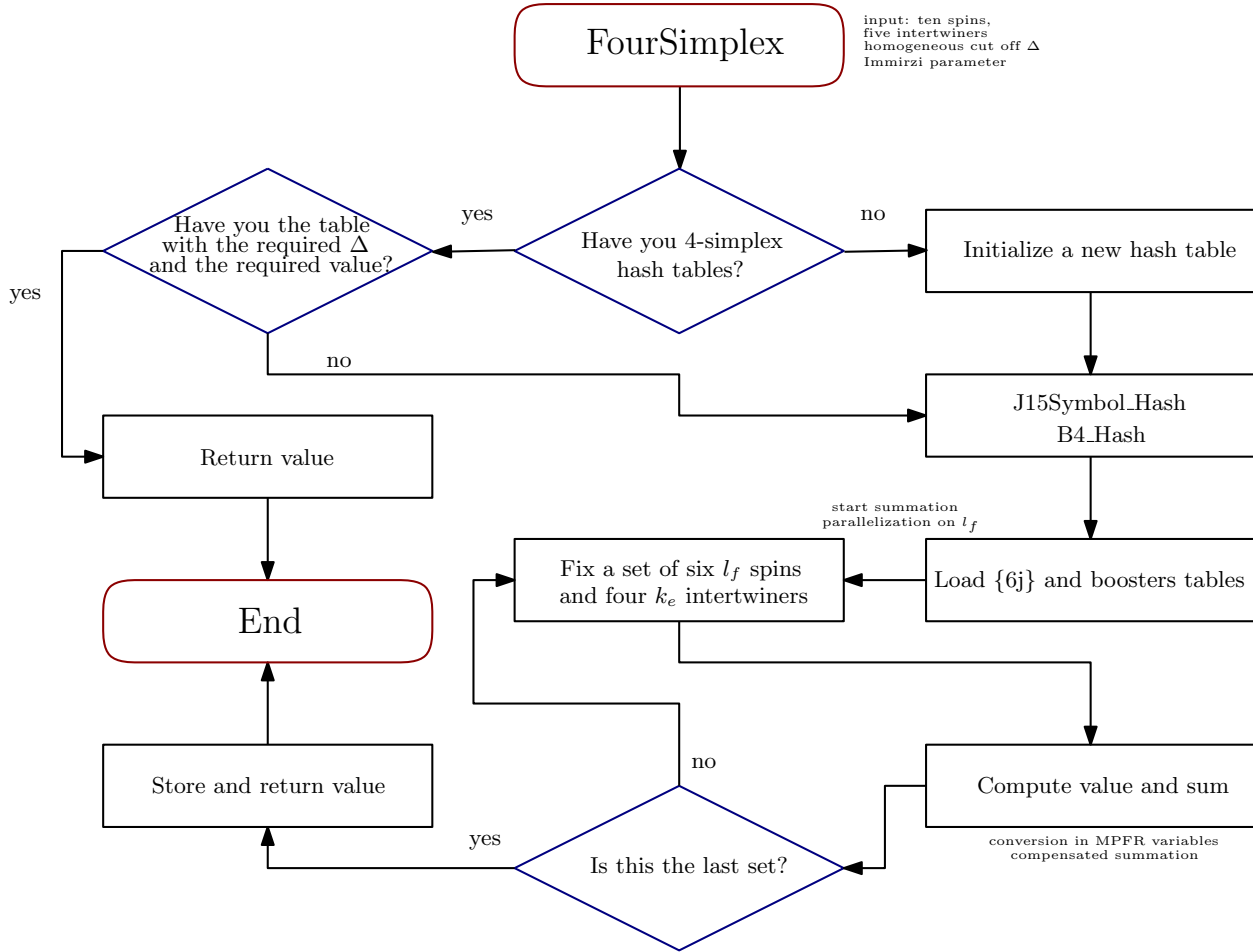 FourSimplex
input: ten spins,
five intertwiners
homogeneous cut off Δ
Immirzi parameter
Have you the table
with the required Δ
and the required value?
yes
Have you 4-simplex
hash tables?
no
Initialize a new hash table
yes
no
J15Symbol_Hash
B4_Hash
Return value
start summation
parallelization on l_f
Fix a set of six l_f spins
and four k_e intertwiners
Load {6j} and boosters tables
End
no
Store and return value
Compute value and sum
yes
Is this the last set?
conversion in MPFR variables
compensated summation